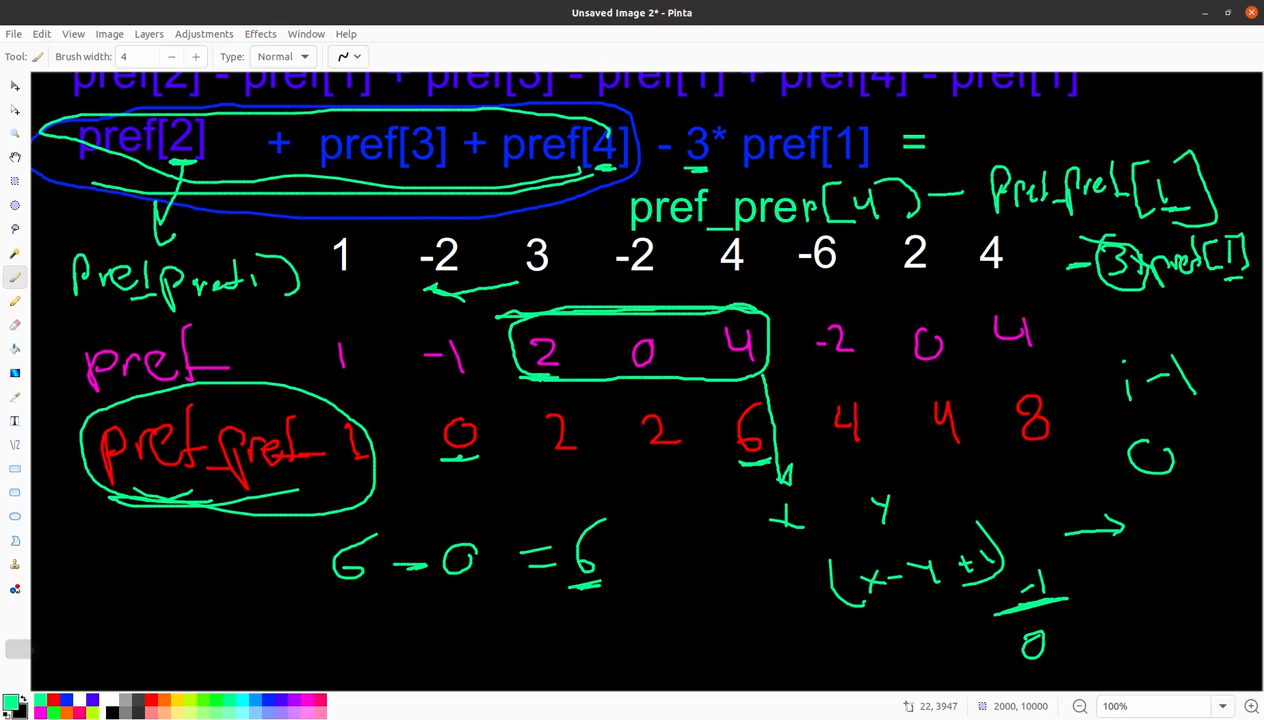 Unsaved Image 2* - Pinta
File Edit View Image Layers Adjustments Effects Window Help
Tool: Brush width: 4 Type: Normal
pref[2] - pref[1] + pref[3] - pref[1] + pref[4] - pref[1]
pref[2] + pref[3] + pref[4] - 3* pref[1] =
pref_pref[4] - pref_pref[1]
- 3*pref[1]
1 -2 3 -2 4 -6 2 4
pref 1 -1 2 0 4 -2 0 4
i-1
pref_pref 1 0 2 2 6 4 4 8
0
6 - 0 = 6
-1
0
22, 3947 2000, 10000 100%